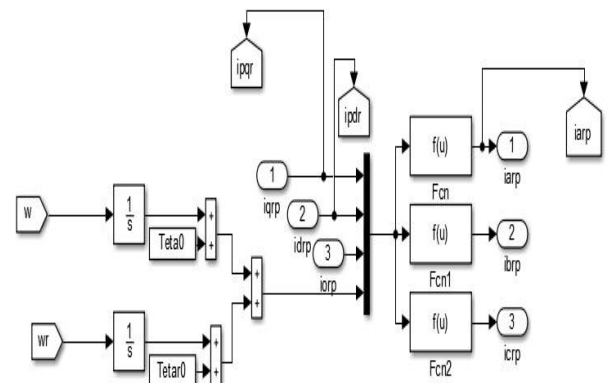 ipqr
ipdr
iarp
1
iqrp
2
idrp
3
iorp
f(u)
Fcn
1
iarp
f(u)
Fcn1
2
ibrp
f(u)
Fcn2
3
icrp
w
1
s
Teta0
+
+
+
+
wr
1
s
Tetar0
+
+